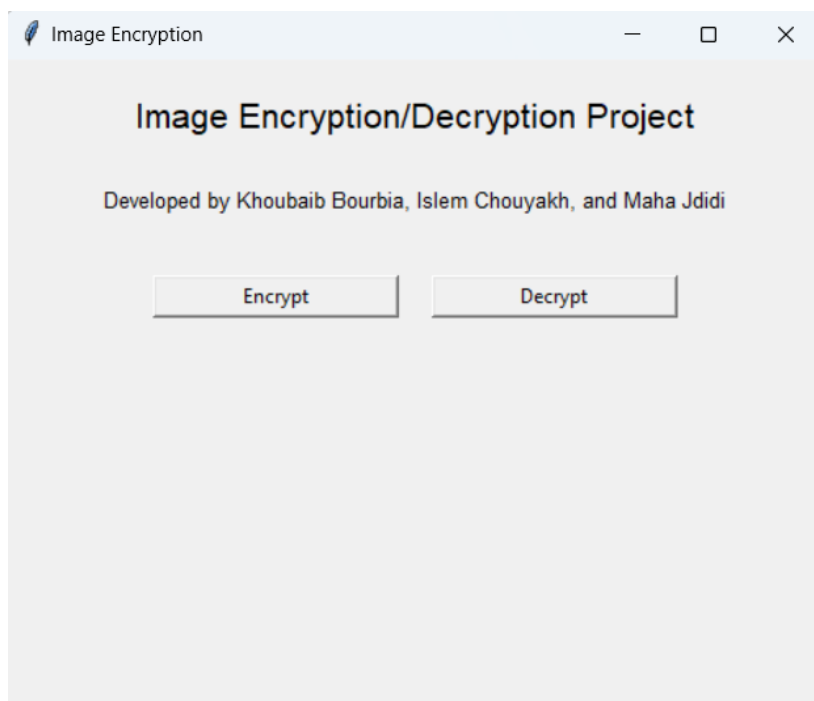 Image Encryption
Image Encryption/Decryption Project
Developed by Khoubaib Bourbia, Islem Chouyakh, and Maha Jdidi
Encrypt Decrypt